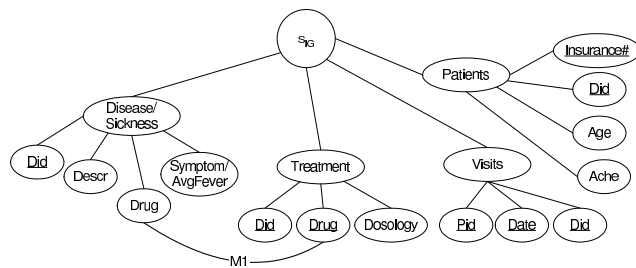 SIG
Insurance#
Patients
Did
Disease/
Sickness
Age
Symptom/
AvgFever
Treatment
Visits
Did
Descr
Ache
Drug
Did
Drug
Dosology
Pid
Date
Did
M1